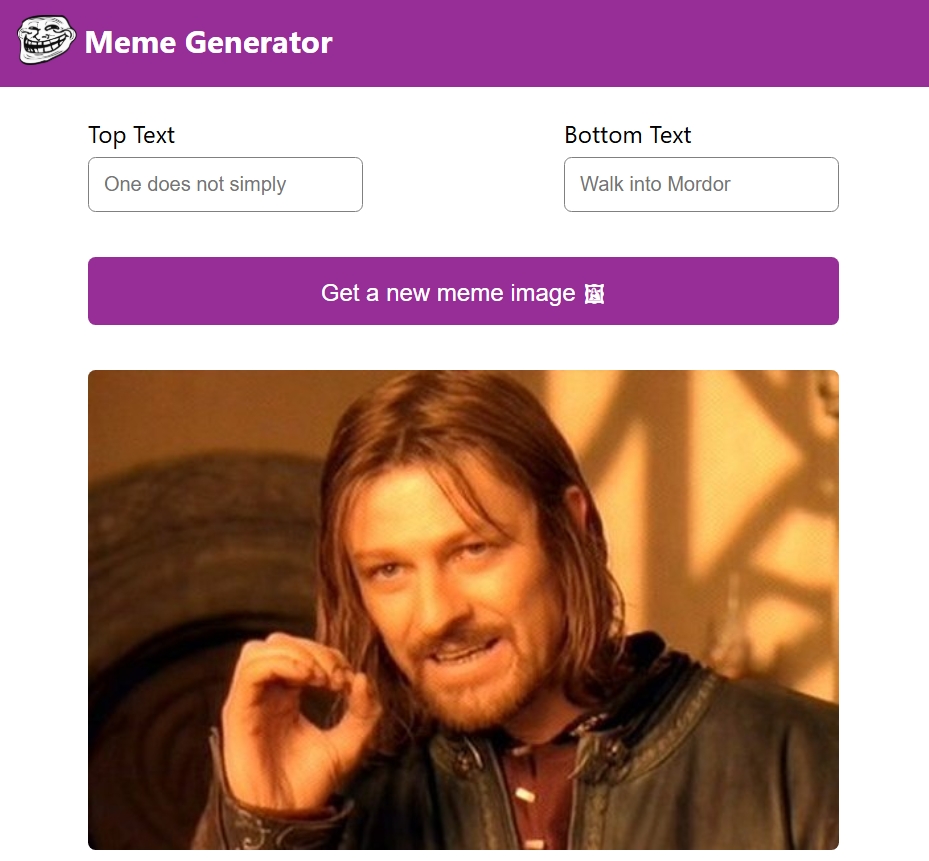 Meme Generator
Top Text
Bottom Text
One does not simply
Walk into Mordor
Get a new meme image 🖼